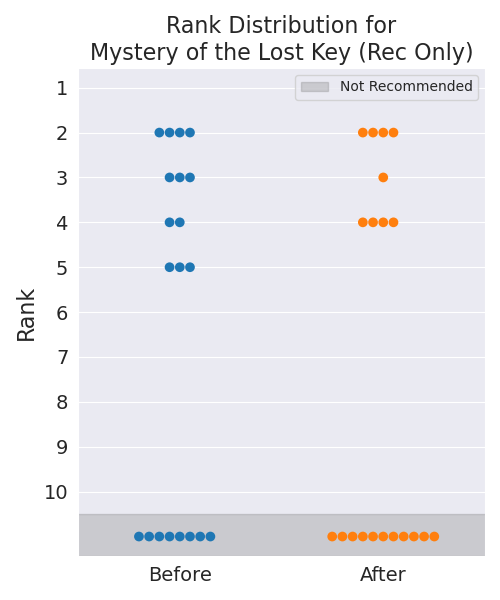 Rank Distribution for
Mystery of the Lost Key (Rec Only)
Not Recommended
1
2
3
4
5
6
7
8
9
10
Rank
Before
After